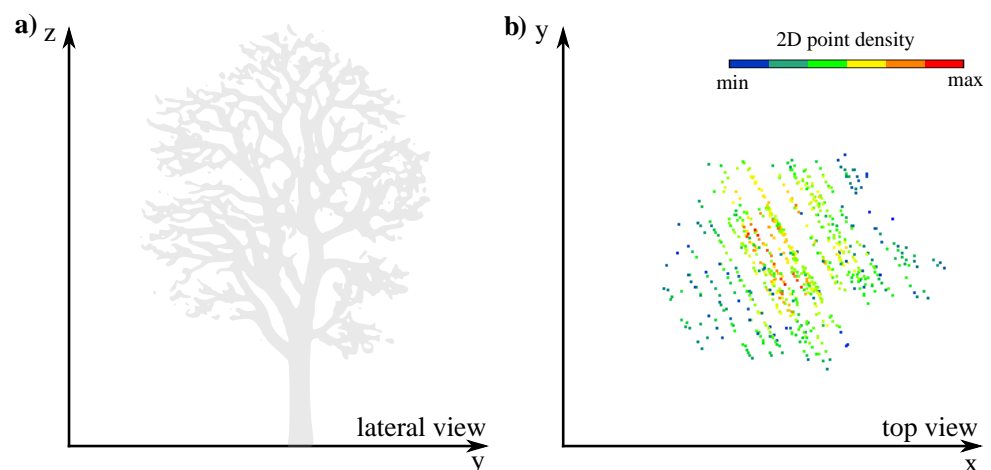 a)
z
lateral view
y
b)
y
2D point density
min
max
top view
x